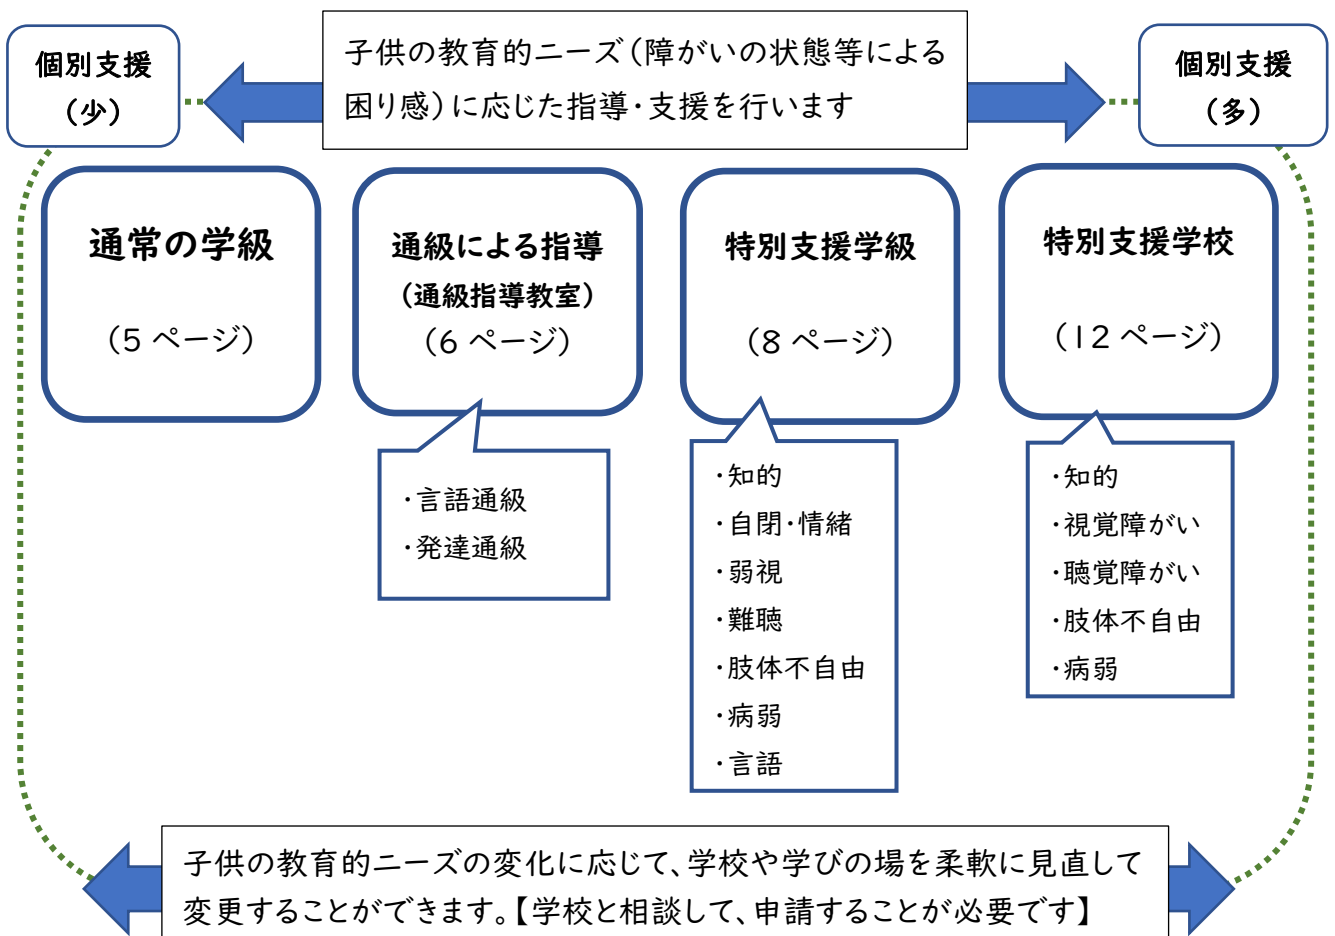 個別支援
（少）
子供の教育的ニーズ（障がいの状態等による
困り感）に応じた指導・支援を行います
個別支援
（多）
通常の学級
（5 ページ）
通級による指導
（通級指導教室）
（6 ページ）
特別支援学級
（8 ページ）
特別支援学校
（12 ページ）
・言語通級
・発達通級
・知的
・自閉・情緒
・弱視
・難聴
・肢体不自由
・病弱
・言語
・知的
・視覚障がい
・聴覚障がい
・肢体不自由
・病弱
子供の教育的ニーズの変化に応じて、学校や学びの場を柔軟に見直して
変更することができます。【学校と相談して、申請することが必要です】